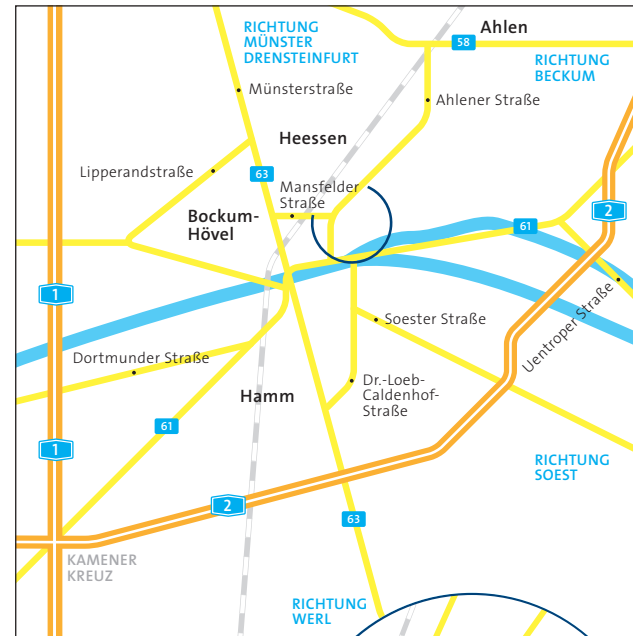 Ahlen
RICHTUNG
MÜNSTER
DRENSTEINFURT
58
RICHTUNG
BECKUM
Münsterstraße
Ahlener Straße
Heessen
Lipperandstraße
63
Mansfelder
Straße
Bockum-
Hövel
61
2
1
Uentroper Straße
Soester Straße
Dortmunder Straße
Dr.-Loeb-
Caldenhof-
Straße
Hamm
61
1
RICHTUNG
SOEST
2
63
KAMENER
KREUZ
RICHTUNG
WERL